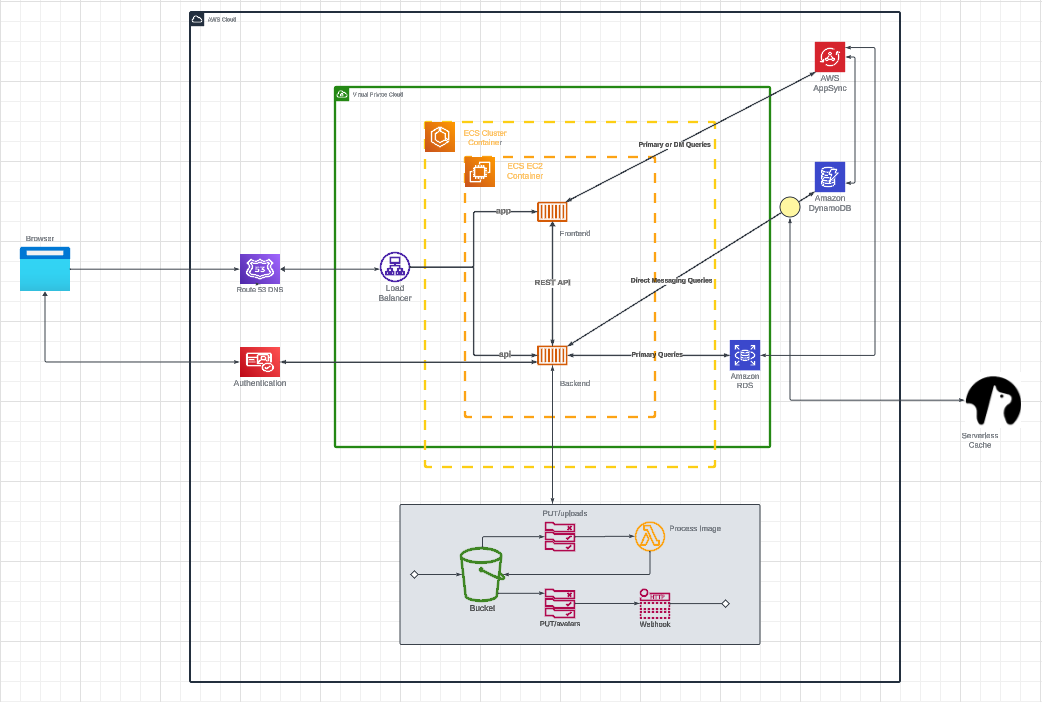 AWS Cloud
AWS
AppSync
Virtual Private Cloud
ECS Cluster
Container
Primary or DM Queries
ECS EC2
Container
Amazon
DynamoDB
app
Frontend
Browser
53
Route 53 DNS
Load
Balancer
REST API
Direct Messaging Queries
api
Primary Queries
Authentication
Backend
Amazon
RDS
Serverless
Cache
PUT/uploads
Process Image
Bucket
HTTP
PUT/avatars
Webhook